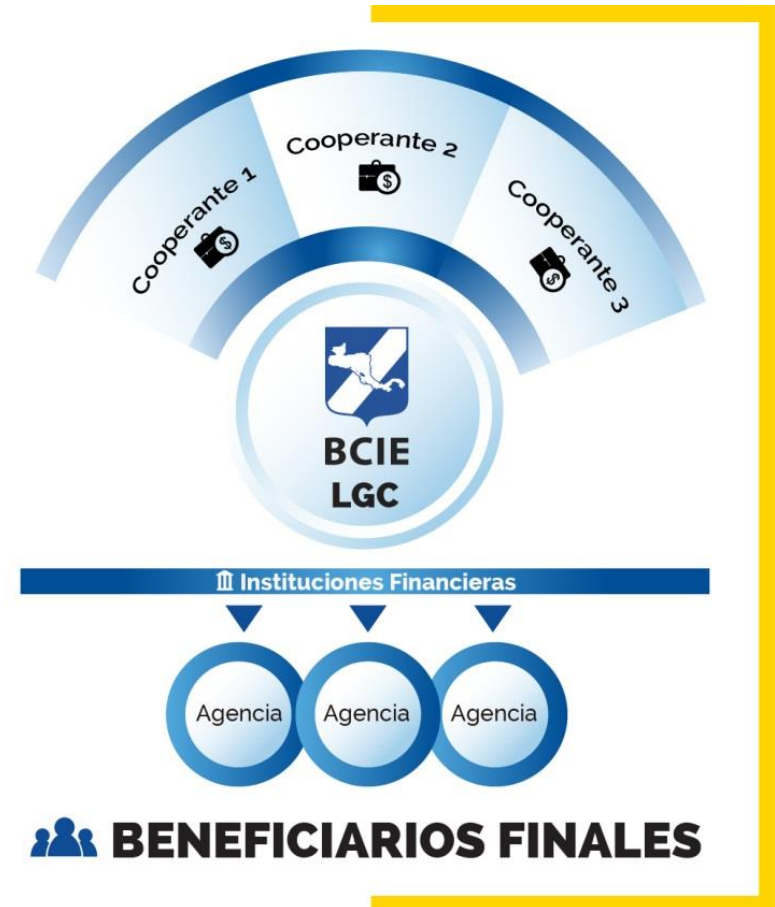 Cooperante 1
Cooperante 2
Cooperante 3
BCIE
LGC
Instituciones Financieras
Agencia
Agencia
Agencia
BENEFICIARIOS FINALES